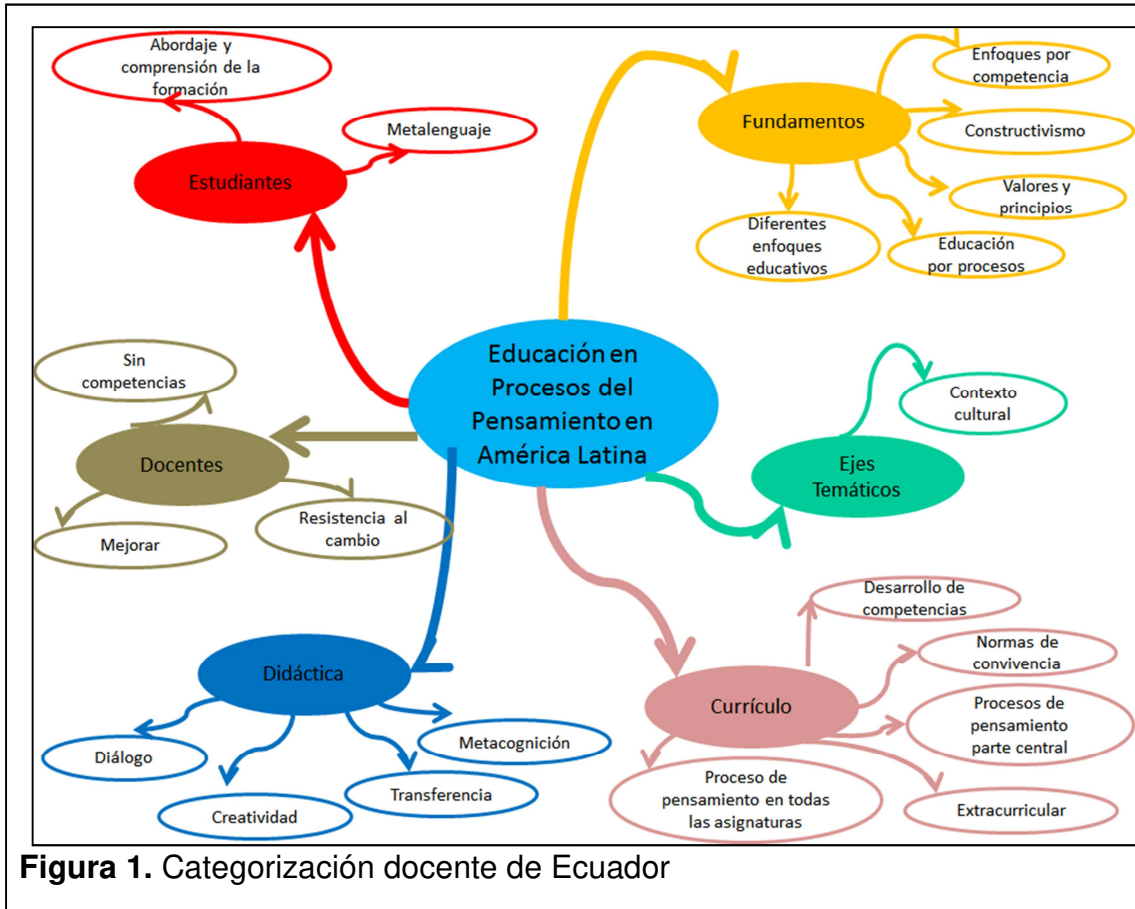 Abordaje y
comprensión de la
formación
Metalenguaje
Estudiantes
Enfoques por
competencia
Fundamentos
Constructivismo
Valores y
principios
Diferentes
enfoques
educativos
Educación
por procesos
Educación en
Procesos del
Pensamiento en
América Latina
Sin
competencias
Docentes
Mejorar
Resistencia al
cambio
Contexto
cultural
Ejes
Temáticos
Didáctica
Diálogo
Creatividad
Transferencia
Metacognición
Desarrollo de
competencias
Normas de
convivencia
Currículo
Procesos de
pensamiento
parte central
Proceso de
pensamiento en todas
las asignaturas
Extracurricular
Figura 1. Categorización docente de Ecuador